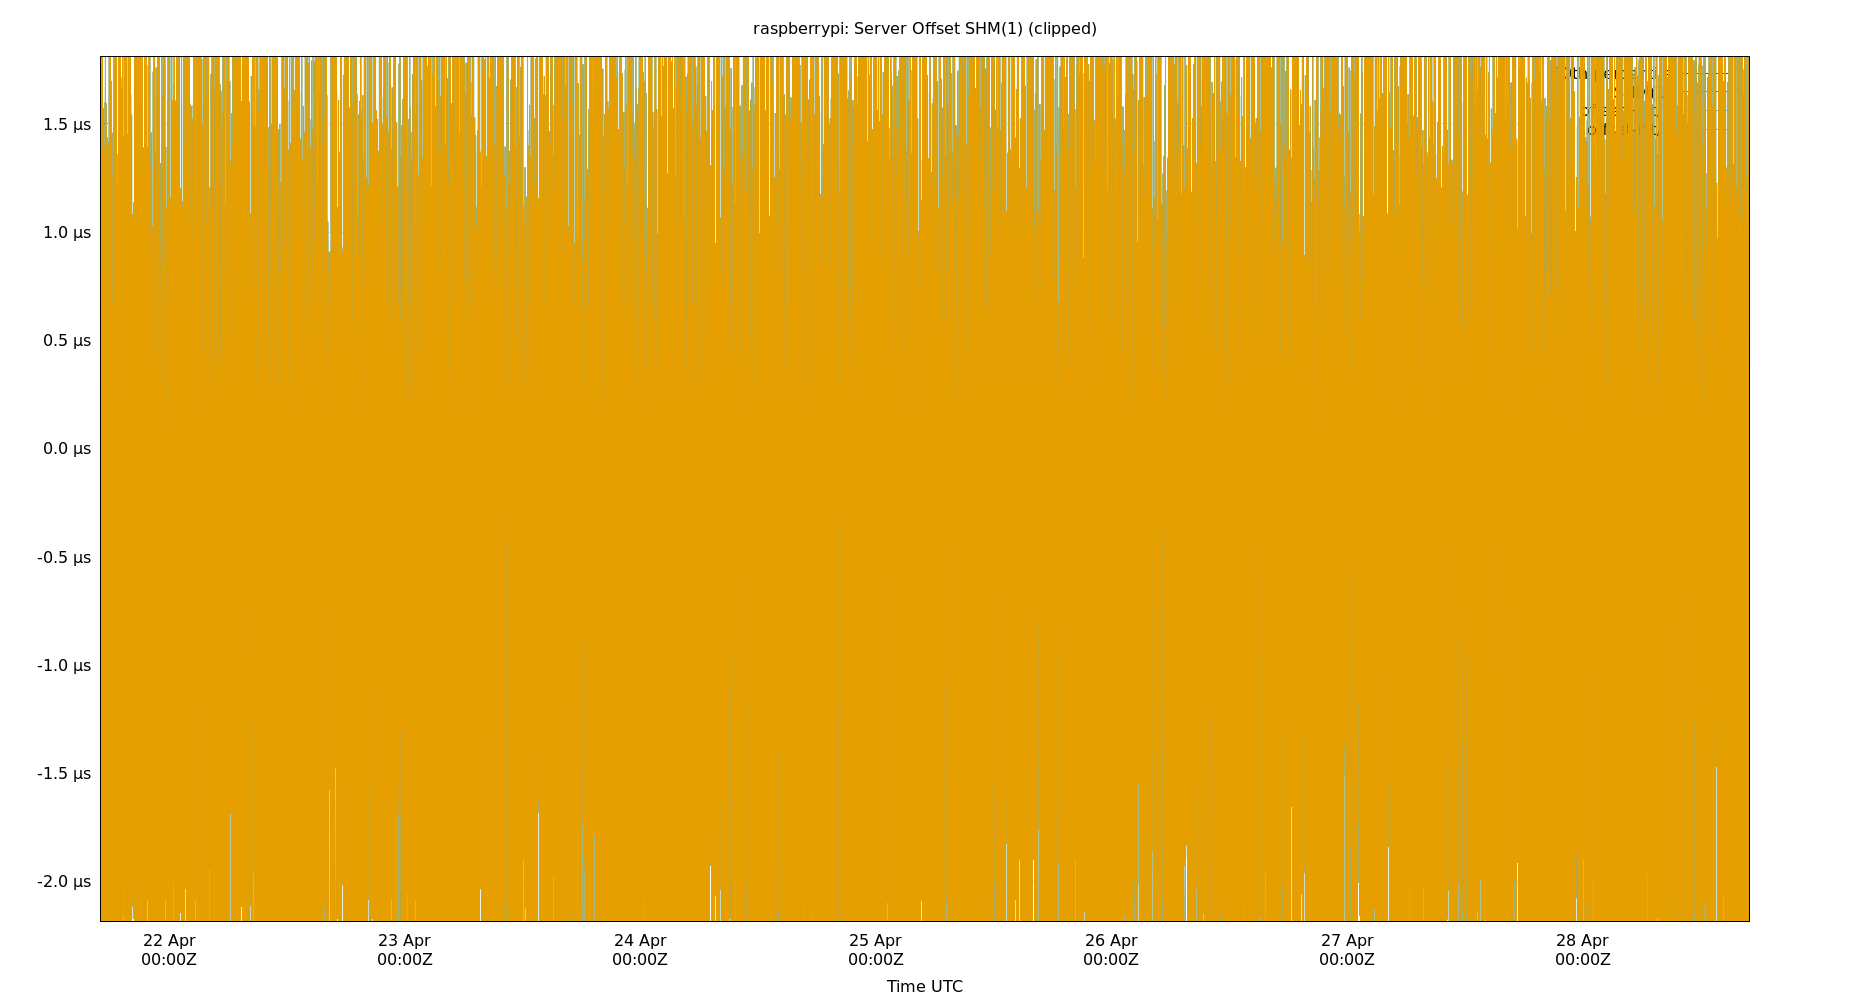 raspberrypi: Server Offset SHM(1) (clipped)
1.5 µs
1.0 µs
0.5 µs
0.0 µs
-0.5 µs
-1.0 µs
-1.5 µs
-2.0 µs
22 Apr 23 Apr 24 Apr 25 Apr 26 Apr 27 Apr 28 Apr
00:00Z 00:00Z 00:00Z 00:00Z 00:00Z 00:00Z 00:00Z
Time UTC